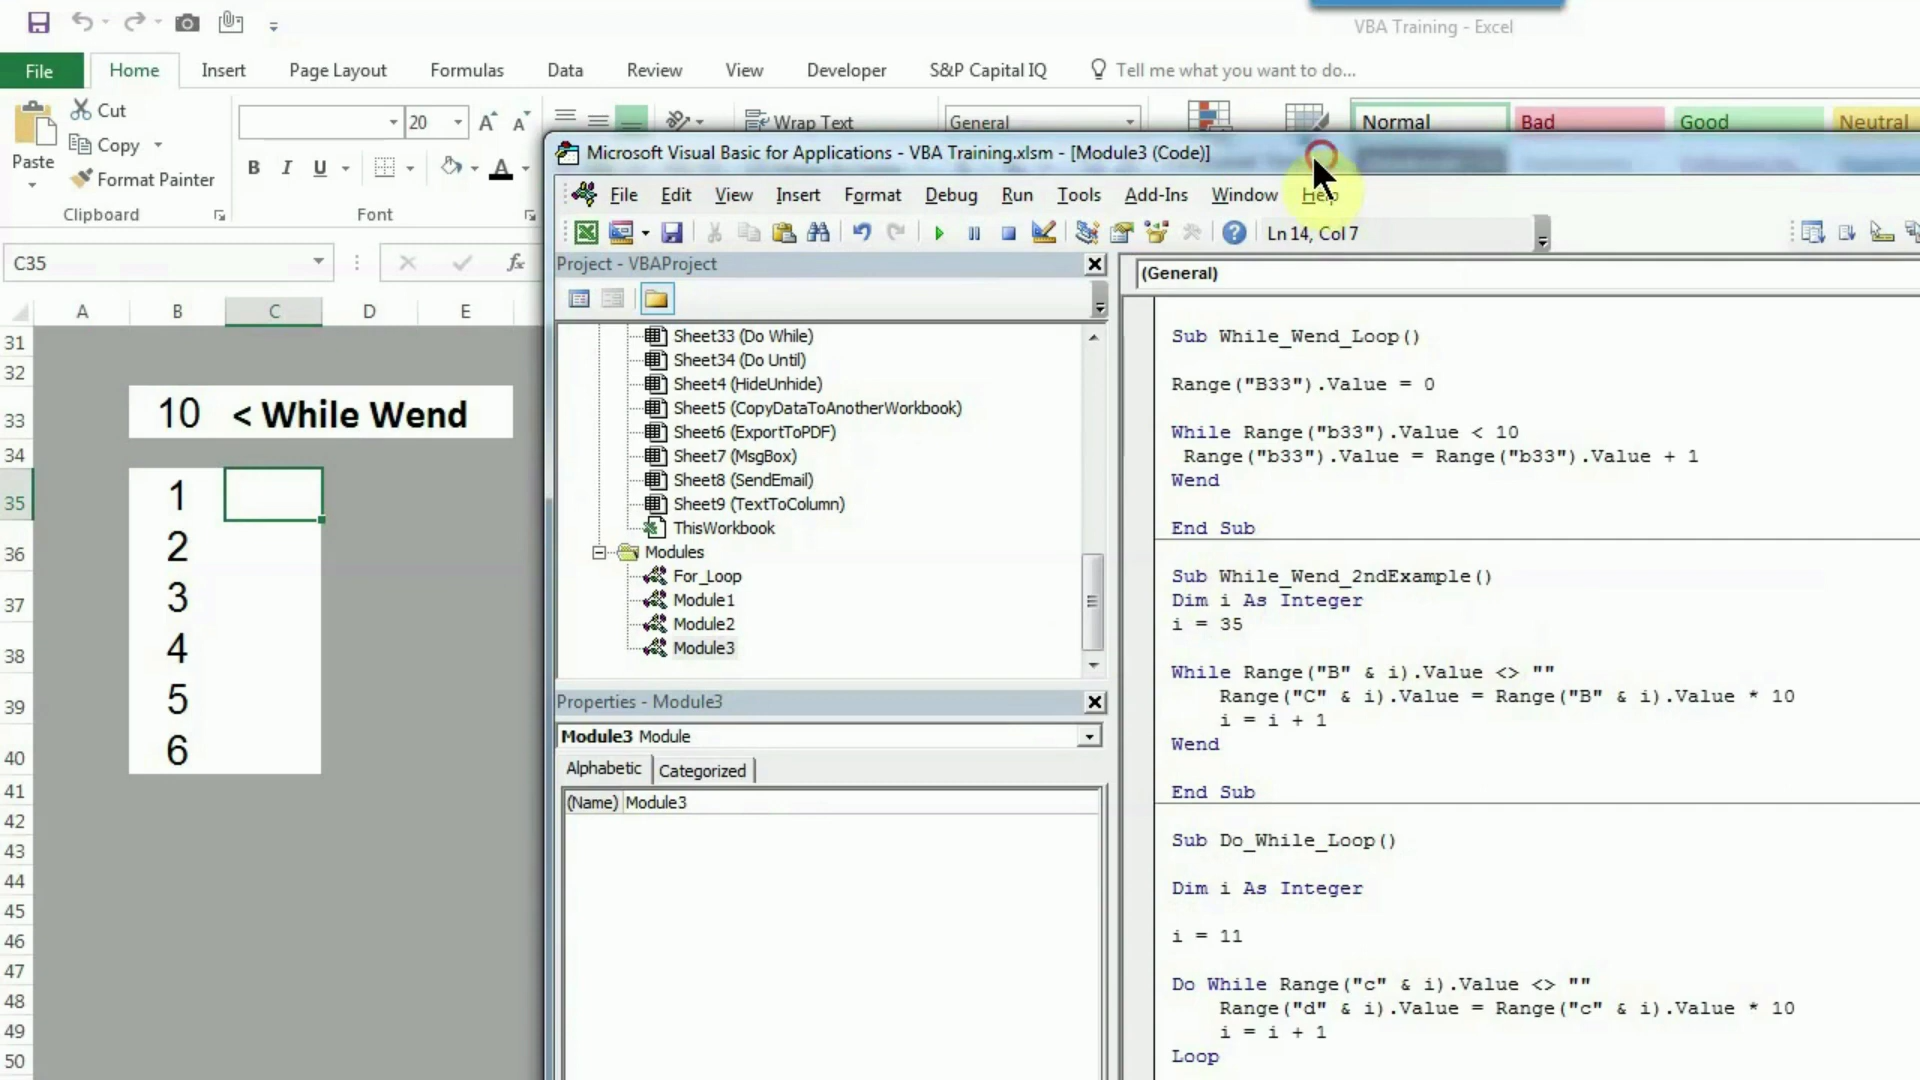 VBA Training - Excel
File Home Insert Page Layout Formulas Data Review View Developer S&P Capital IQ Tell me what you want to do...
Cut
Copy
Paste
Format Painter
Clipboard
20
B I U A
Font
Wrap Text
General
Normal
Bad
Good
Neutral
Microsoft Visual Basic for Applications - VBA Training.xlsm - [Module3 (Code)]
File Edit View Insert Format Debug Run Tools Add-Ins Window Help
Ln 14, Col 7
C35
fx
A B C D E
31
32
33 10 < While Wend
34
35 1
36 2
37 3
38 4
39 5
40 6
41
42
43
44
45
46
47
48
49
50
Project - VBAProject
Sheet33 (Do While)
Sheet34 (Do Until)
Sheet4 (HideUnhide)
Sheet5 (CopyDataToAnotherWorkbook)
Sheet6 (ExportToPDF)
Sheet7 (MsgBox)
Sheet8 (SendEmail)
Sheet9 (TextToColumn)
ThisWorkbook
Modules
For_Loop
Module1
Module2
Module3
Properties - Module3
Module3 Module
Alphabetic Categorized
(Name) Module3
(General)
Sub While_Wend_Loop()
Range("B33").Value = 0
While Range("b33").Value < 10
Range("b33").Value = Range("b33").Value + 1
Wend
End Sub
Sub While_Wend_2ndExample()
Dim i As Integer
i = 35
While Range("B" & i).Value <> ""
Range("C" & i).Value = Range("B" & i).Value * 10
i = i + 1
Wend
End Sub
Sub Do_While_Loop()
Dim i As Integer
i = 11
Do While Range("c" & i).Value <> ""
Range("d" & i).Value = Range("c" & i).Value * 10
i = i + 1
Loop